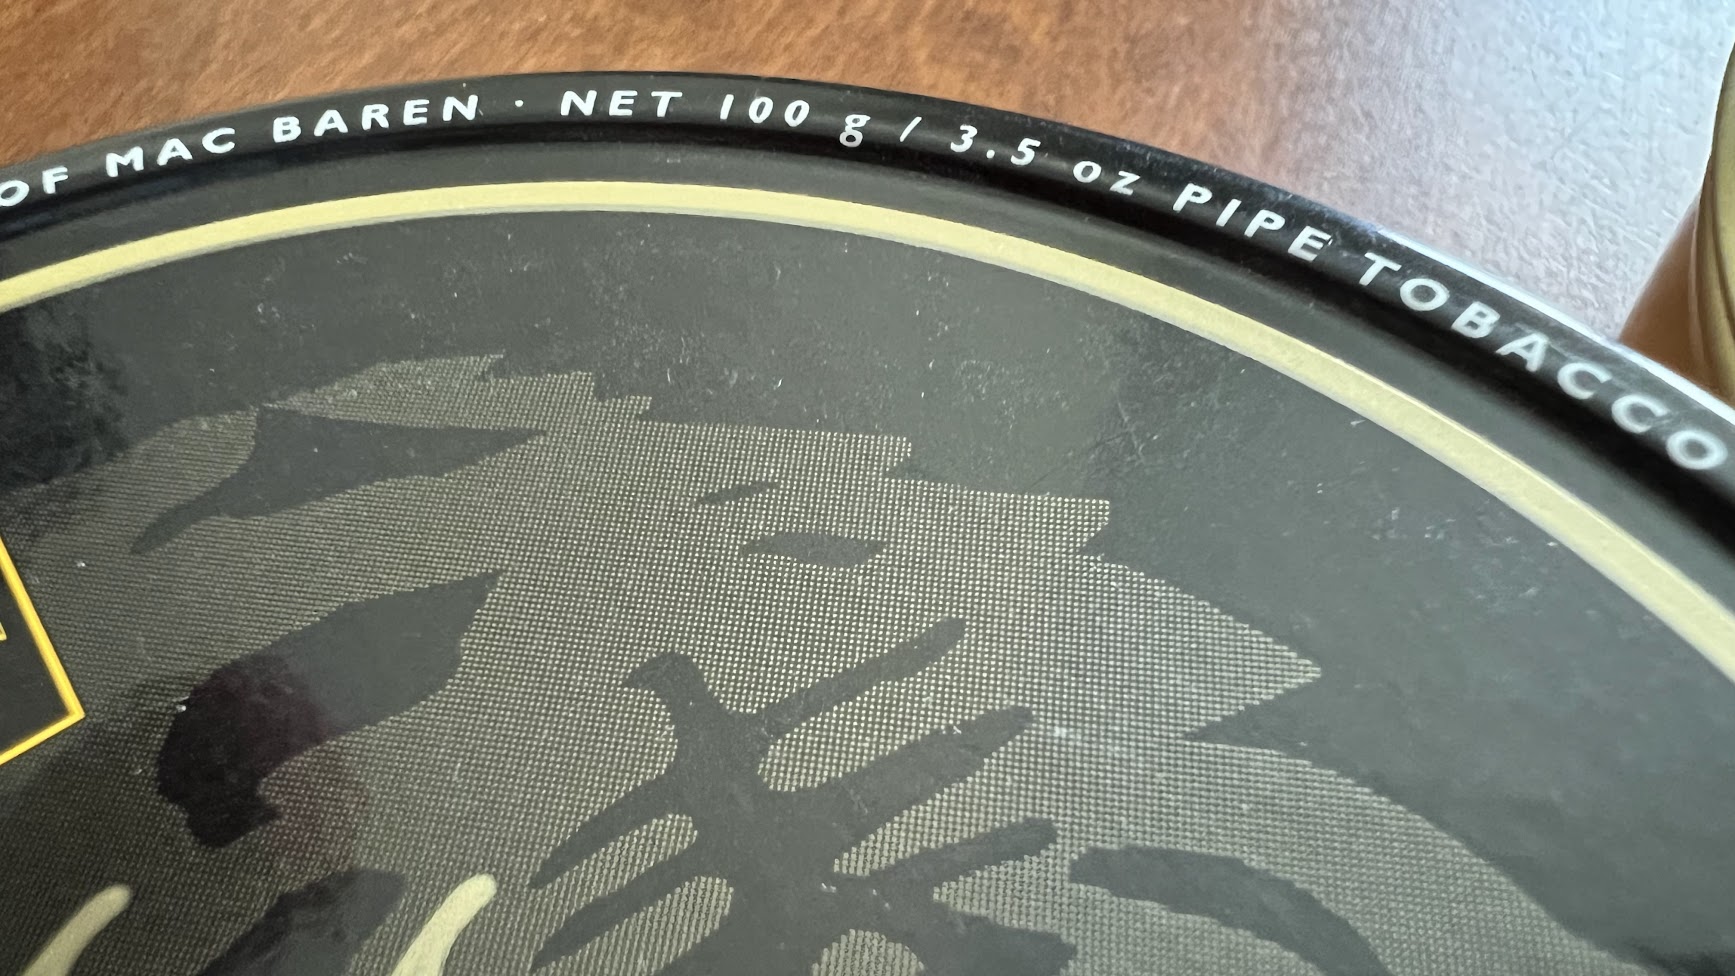 OF MAC BAREN · NET 100 g / 3.5 oz PIPE TOBACCO